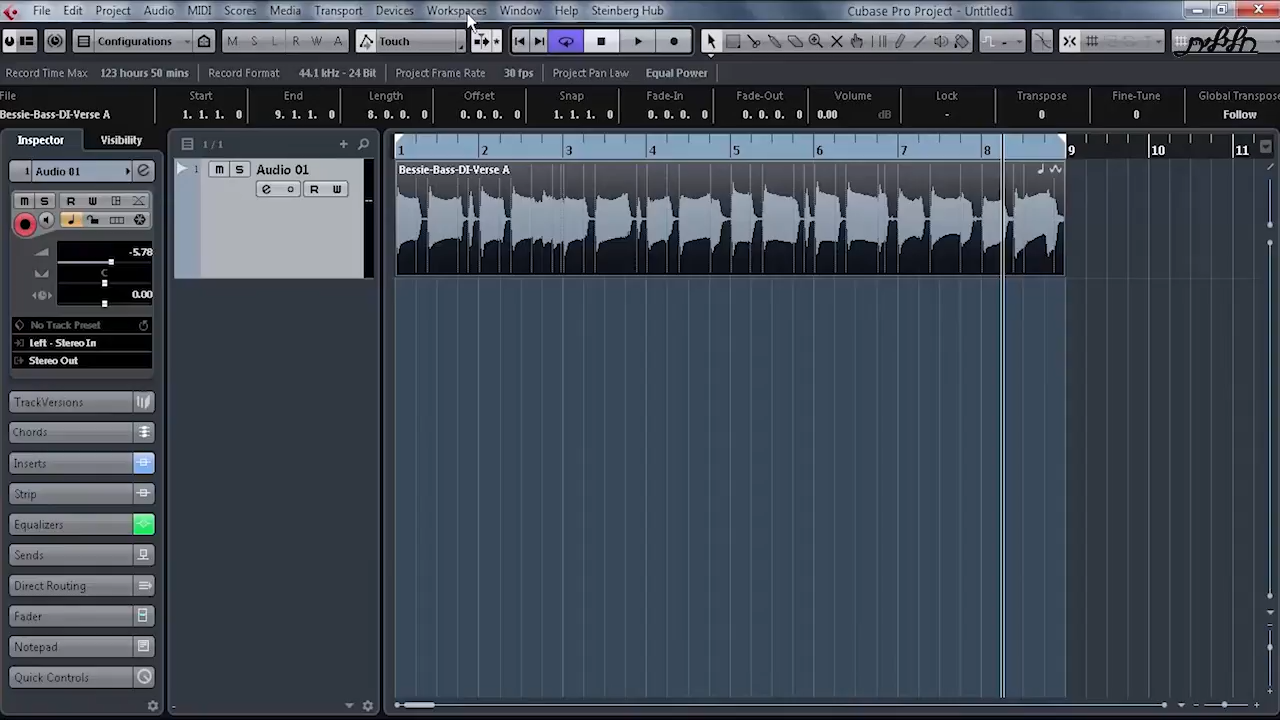 File Edit Project Audio MIDI Scores Media Transport Devices Workspaces Window Help Steinberg Hub Cubase Pro Project - Untitled1
Configurations M S L R W A Touch
Record Time Max 123 hours 50 mins Record Format 44.1 kHz - 24 Bit Project Frame Rate 30 fps Project Pan Law Equal Power
File Start End Length Offset Snap Fade-In Fade-Out Volume Lock Transpose Fine-Tune Global Transpo
Bessie-Bass-DI-Verse A 1. 1. 1. 0 9. 1. 1. 0 8. 0. 0. 0 0. 0. 0. 0 1. 1. 1. 0 0. 0. 0. 0 0. 0. 0. 0 0.00 dB - 0 0 Follow
Inspector Visibility 1 / 1 + 1 2 3 4 5 6 7 8 9 10 11
1 Audio 01 e 1 m S Audio 01 Bessie-Bass-DI-Verse A
m S R W e R W
-5.78
C
0.00
No Track Preset
left - Stereo In
Stereo Out
TrackVersions
Chords
Inserts
Strip
Equalizers
Sends
Direct Routing
Fader
Notepad
Quick Controls